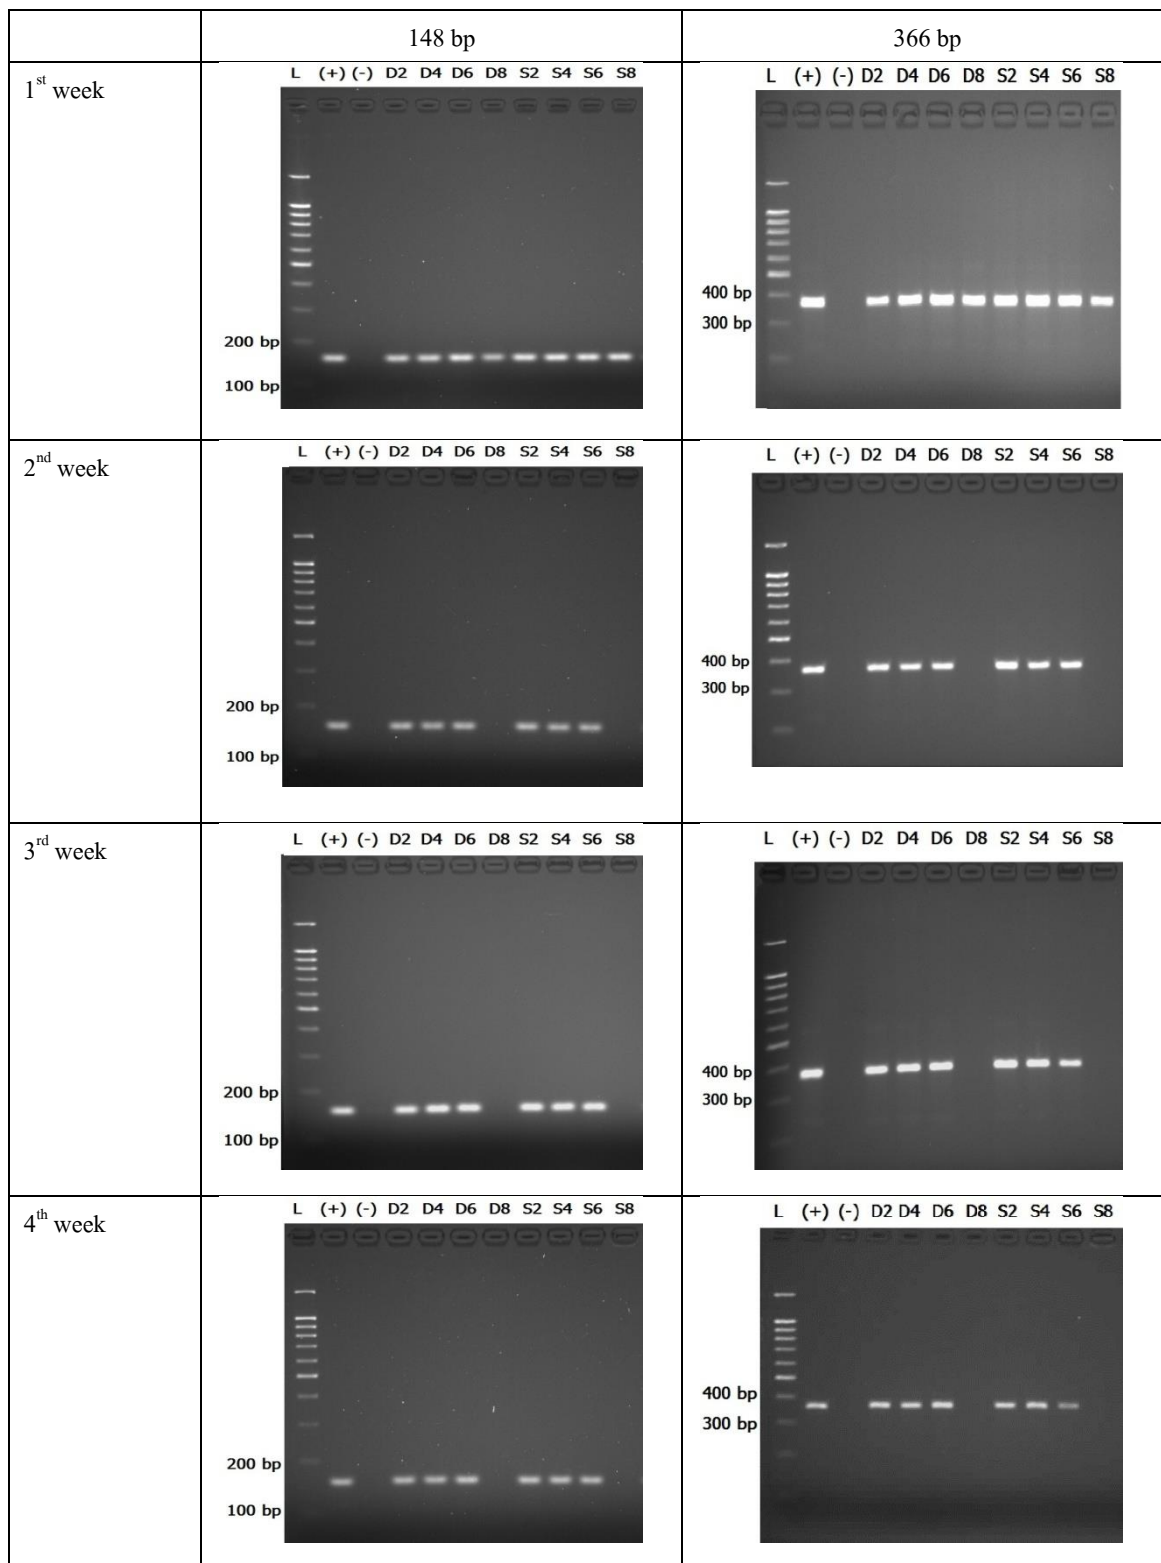 148 bp 366 bp
1st week
L (+) (-) D2 D4 D6 D8 S2 S4 S6 S8
200 bp
100 bp
L (+) (-) D2 D4 D6 D8 S2 S4 S6 S8
400 bp
300 bp
2nd week
L (+) (-) D2 D4 D6 D8 S2 S4 S6 S8
200 bp
100 bp
L (+) (-) D2 D4 D6 D8 S2 S4 S6 S8
400 bp
300 bp
3rd week
L (+) (-) D2 D4 D6 D8 S2 S4 S6 S8
200 bp
100 bp
L (+) (-) D2 D4 D6 D8 S2 S4 S6 S8
400 bp
300 bp
4th week
L (+) (-) D2 D4 D6 D8 S2 S4 S6 S8
200 bp
100 bp
L (+) (-) D2 D4 D6 D8 S2 S4 S6 S8
400 bp
300 bp